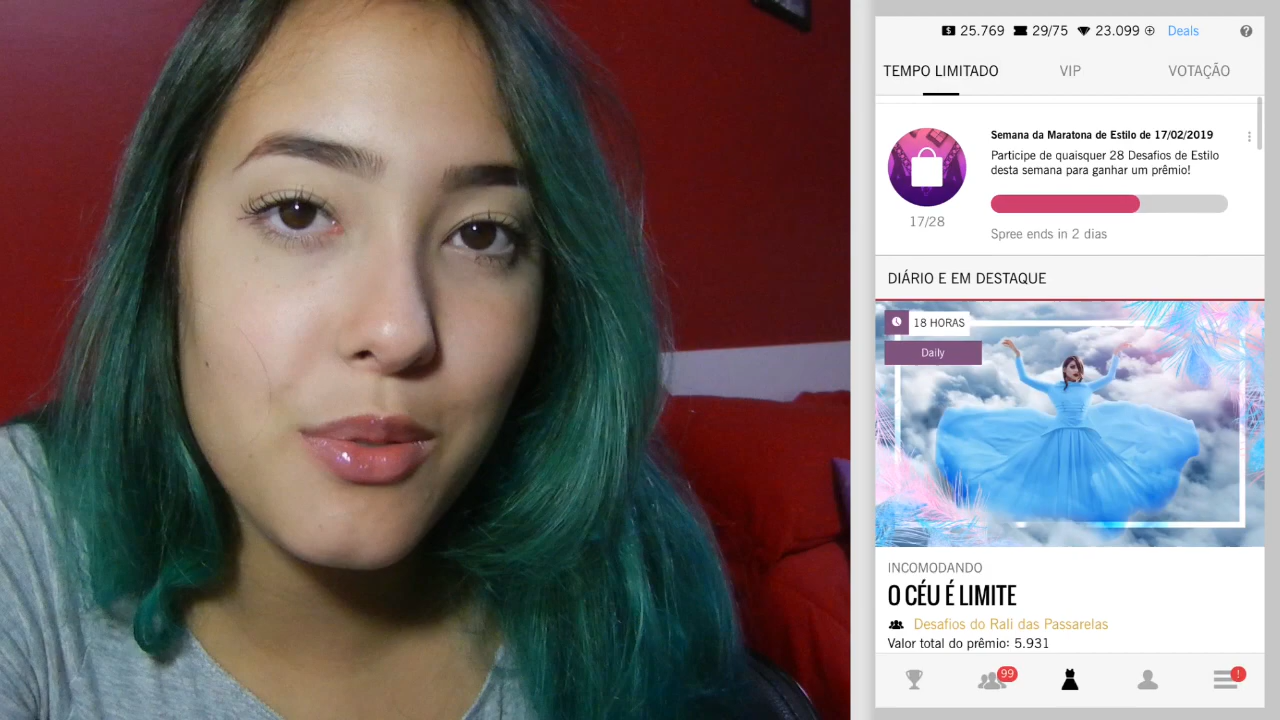 25.769 29/75 23.099 Deals ?
TEMPO LIMITADO VIP VOTAÇÃO
Semana da Maratona de Estilo de 17/02/2019
Participe de quaisquer 28 Desafios de Estilo
desta semana para ganhar um prêmio!
17/28
Spree ends in 2 dias
DIÁRIO E EM DESTAQUE
18 HORAS
Daily
INCOMODANDO
O CÉU É LIMITE
Desafios do Rali das Passarelas
Valor total do prêmio: 5.931
99 !